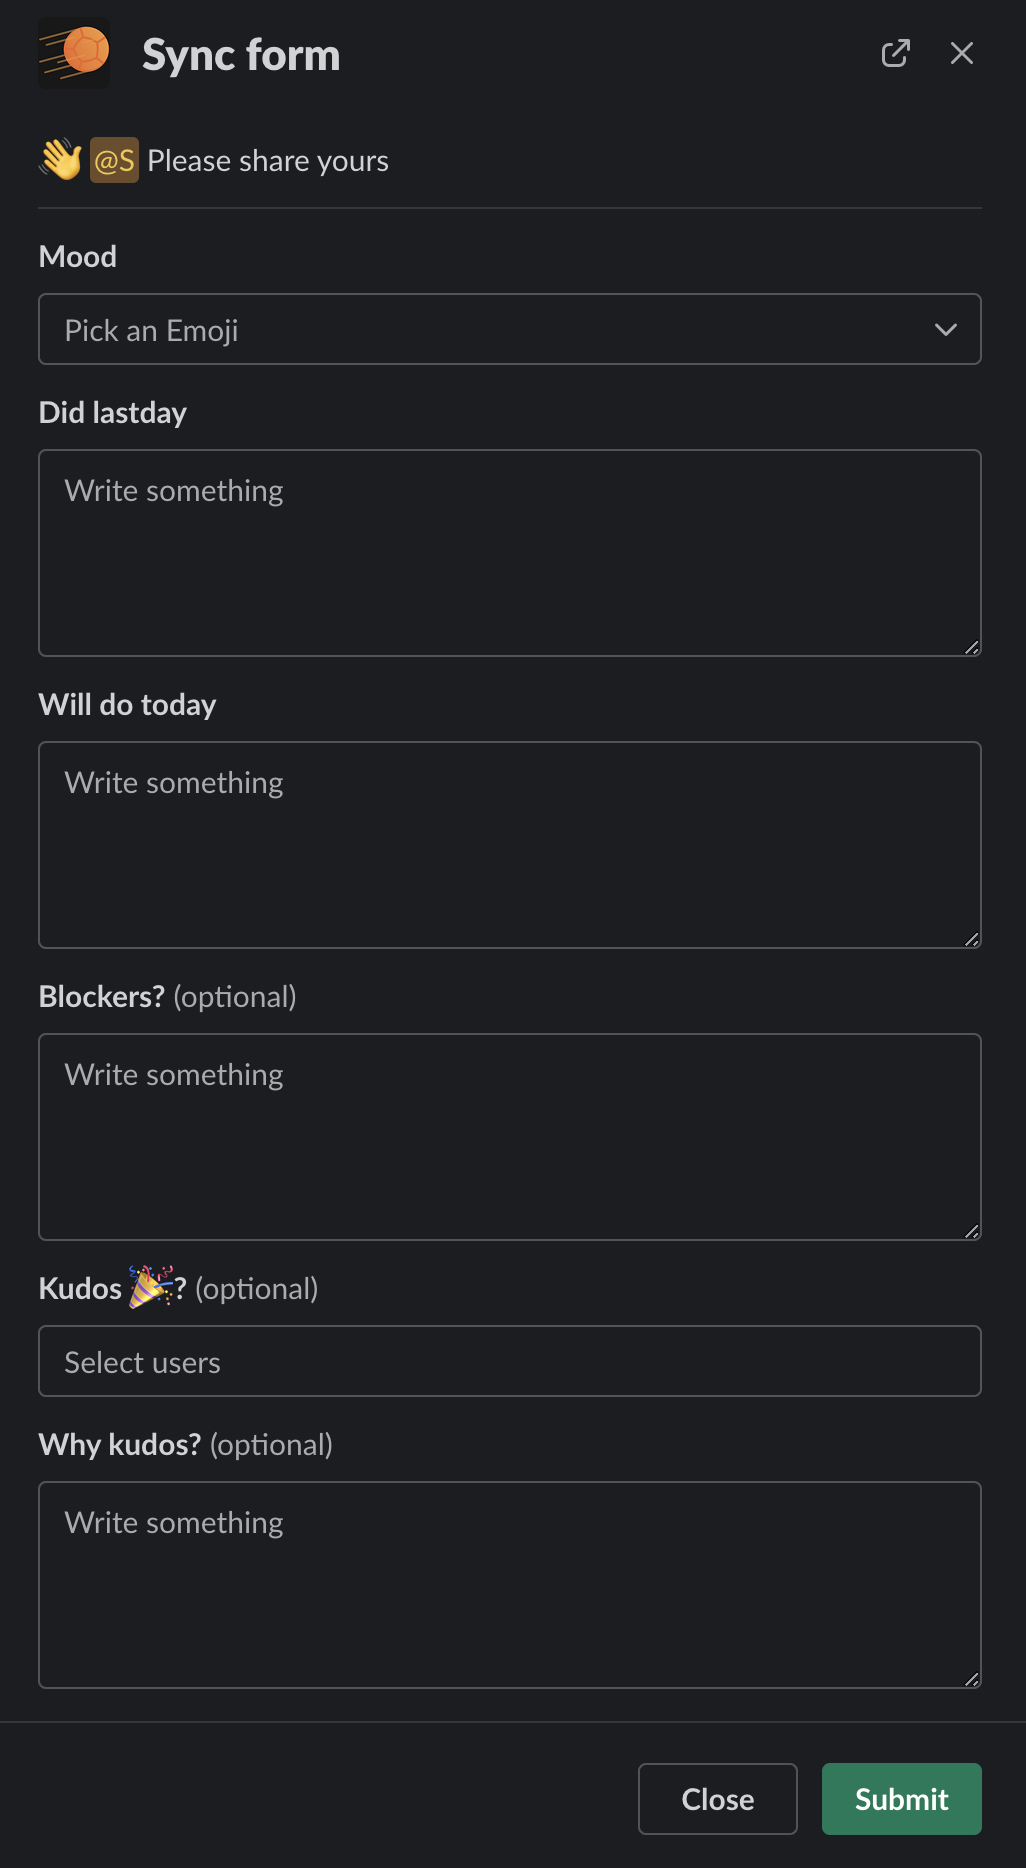 Sync form
👋 @S Please share yours
Mood
Pick an Emoji
Did lastday
Write something
Will do today
Write something
Blockers? (optional)
Write something
Kudos 🎉? (optional)
Select users
Why kudos? (optional)
Write something
Close Submit